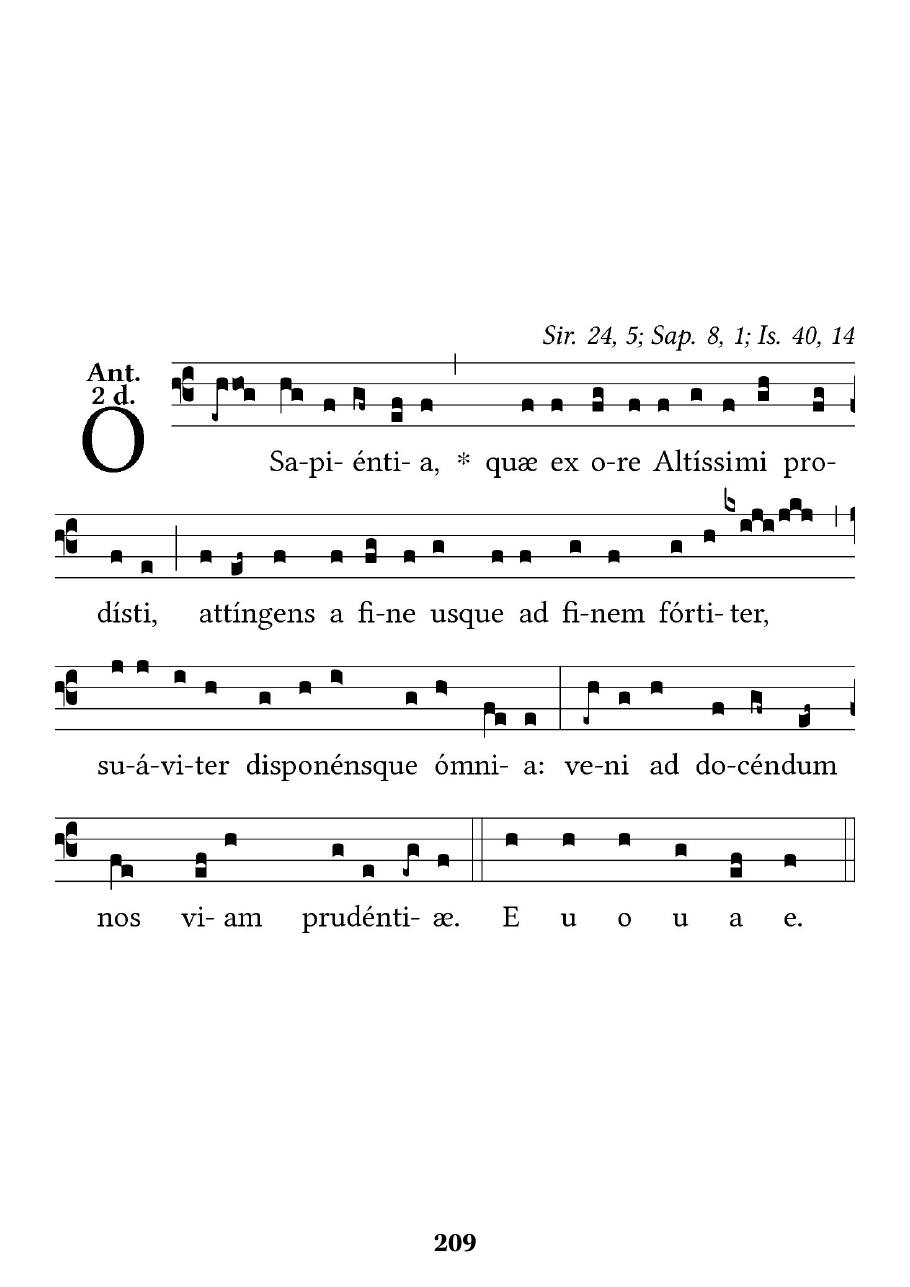 Sir. 24, 5; Sap. 8, 1; Is. 40, 14
Ant.
2 d.
O Sa-pi-énti-a, * quæ ex o-re Altíssimi pro-
dísti, attíngens a fi-ne usque ad fi-nem fórti-ter,
su-á-vi-ter disponénsque ómni-a: ve-ni ad do-céndum
nos vi-am prudénti-æ. E u o u a e.
209